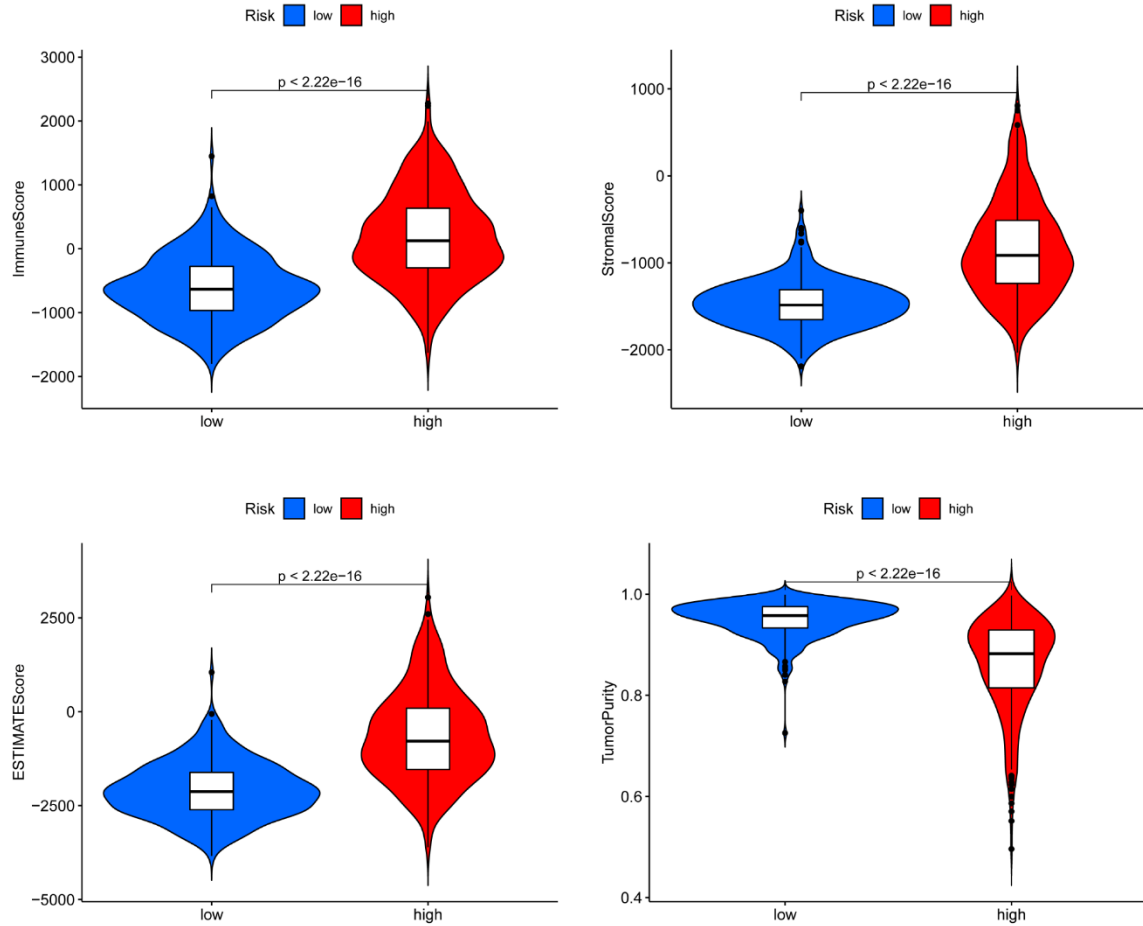 Risk low high
3000
2000
1000
0
−1000
−2000
ImmuneScore
p < 2.22e−16
low high
Risk low high
1000
0
−1000
−2000
StromalScore
p < 2.22e−16
low high
Risk low high
2500
0
−2500
−5000
ESTIMATEScore
p < 2.22e−16
low high
Risk low high
1.0
0.8
0.6
0.4
TumorPurity
p < 2.22e−16
low high